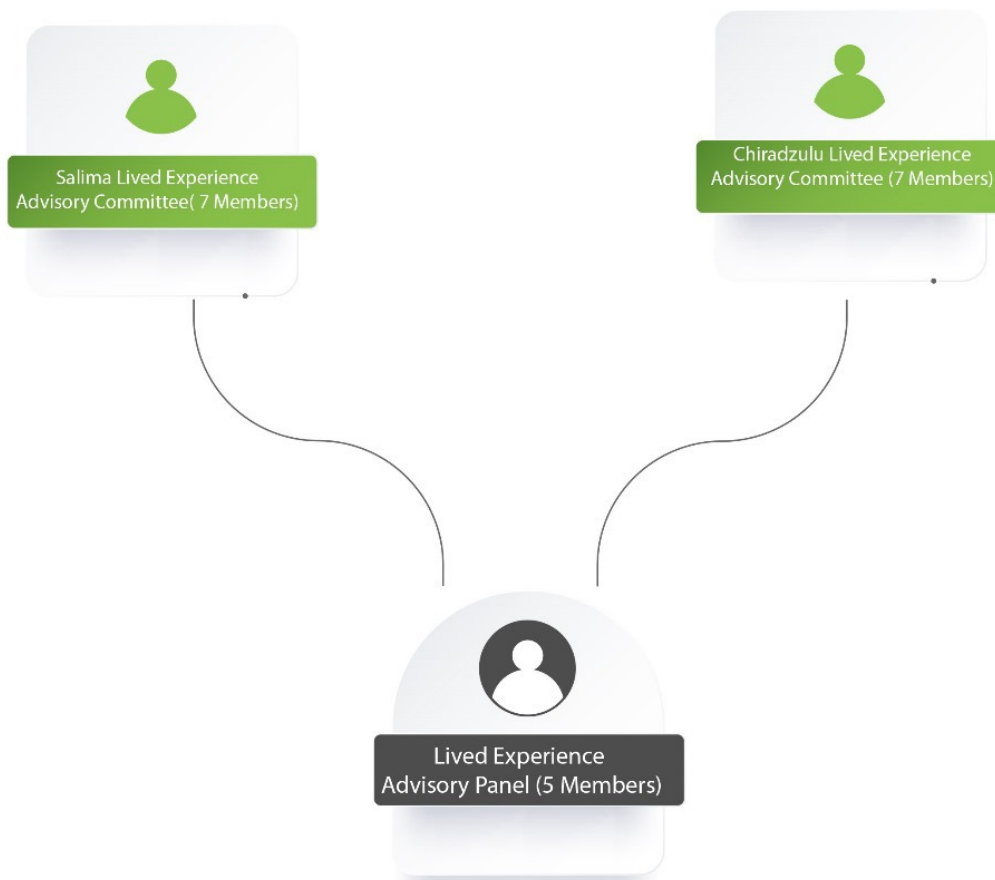 Salima Lived Experience
Advisory Committee( 7 Members)
Chiradzulu Lived Experience
Advisory Committee (7 Members)
Lived Experience
Advisory Panel (5 Members)